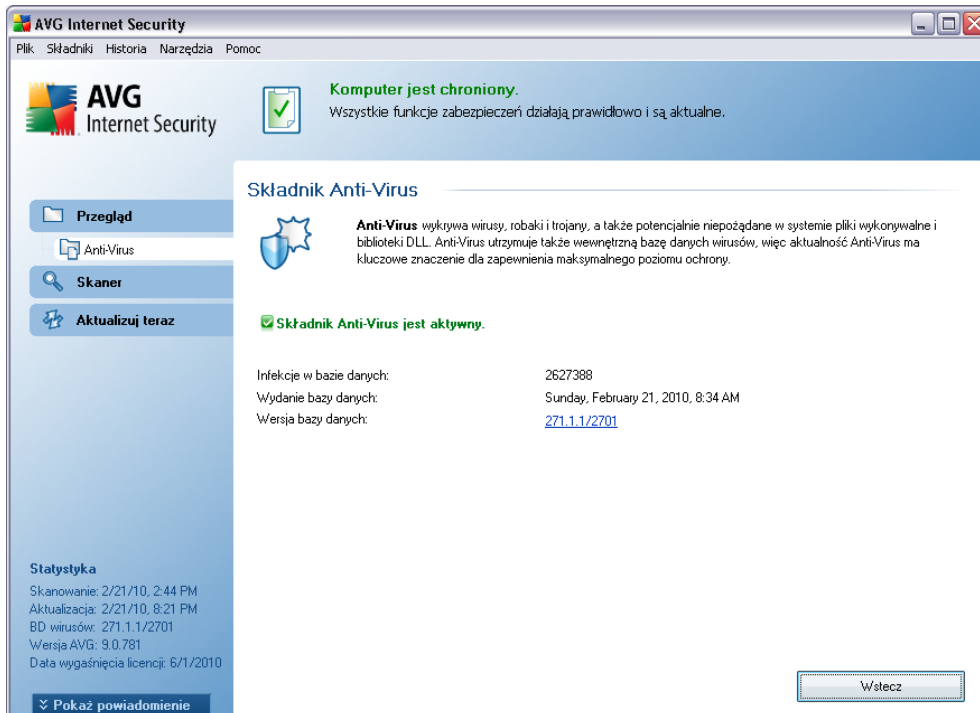 AVG Internet Security
Plik Składniki Historia Narzędzia Pomoc
AVG
Internet Security
Komputer jest chroniony.
Wszystkie funkcje zabezpieczeń działają prawidłowo i są aktualne.
Przegląd
Anti-Virus
Skaner
Aktualizuj teraz
Składnik Anti-Virus
Anti-Virus wykrywa wirusy, robaki i trojany, a także potencjalnie niepożądane w systemie pliki wykonywalne i
biblioteki DLL. Anti-Virus utrzymuje także wewnętrzną bazę danych wirusów, więc aktualność Anti-Virus ma
kluczowe znaczenie dla zapewnienia maksymalnego poziomu ochrony.
Składnik Anti-Virus jest aktywny.
Infekcje w bazie danych: 2627388
Wydanie bazy danych: Sunday, February 21, 2010, 8:34 AM
Wersja bazy danych: 271.1.1/2701
Statystyka
Skanowanie: 2/21/10, 2:44 PM
Aktualizacja: 2/21/10, 8:21 PM
BD wirusów: 271.1.1/2701
Wersja AVG: 9.0.781
Data wygaśnięcia licencji: 6/1/2010
Pokaż powiadomienie
Wstecz